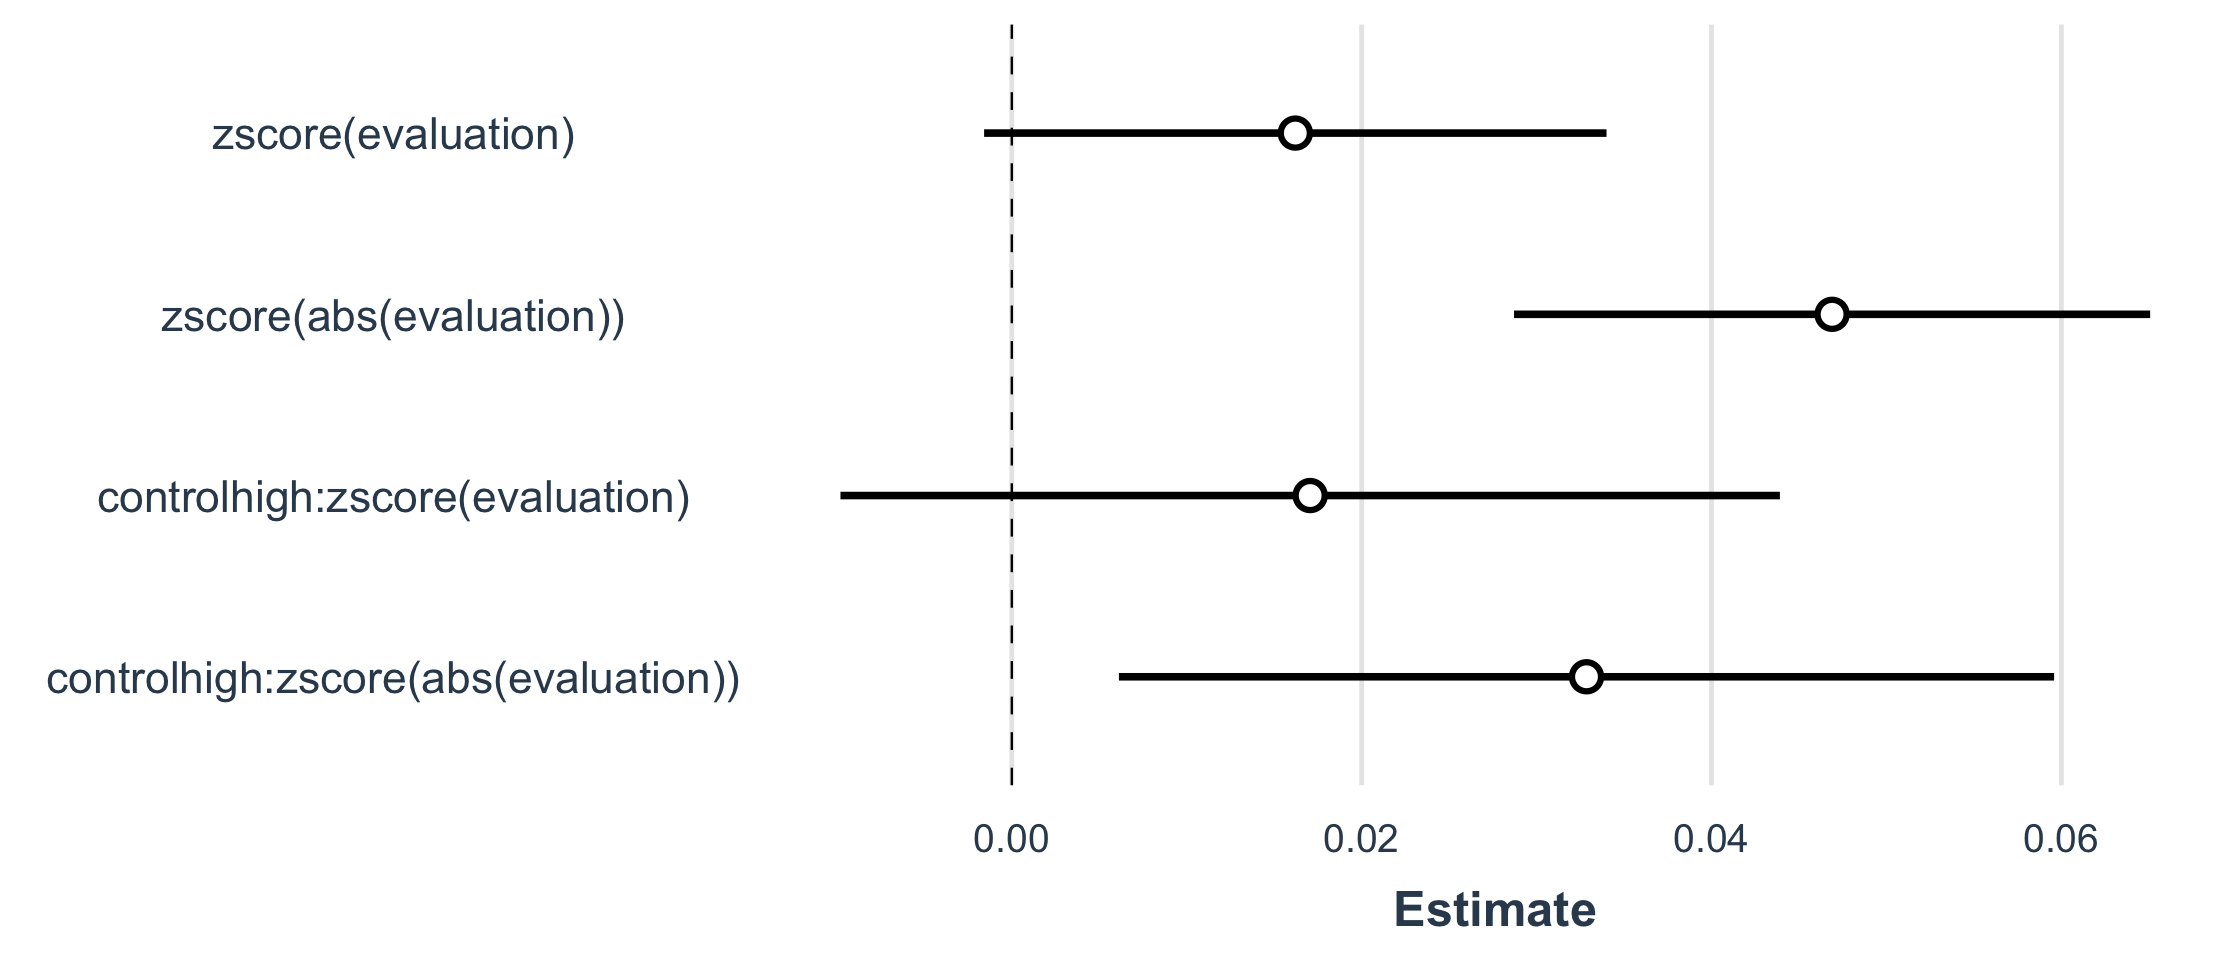 zscore(evaluation)
zscore(abs(evaluation))
controlhigh:zscore(evaluation)
controlhigh:zscore(abs(evaluation))
0.00 0.02 0.04 0.06
Estimate